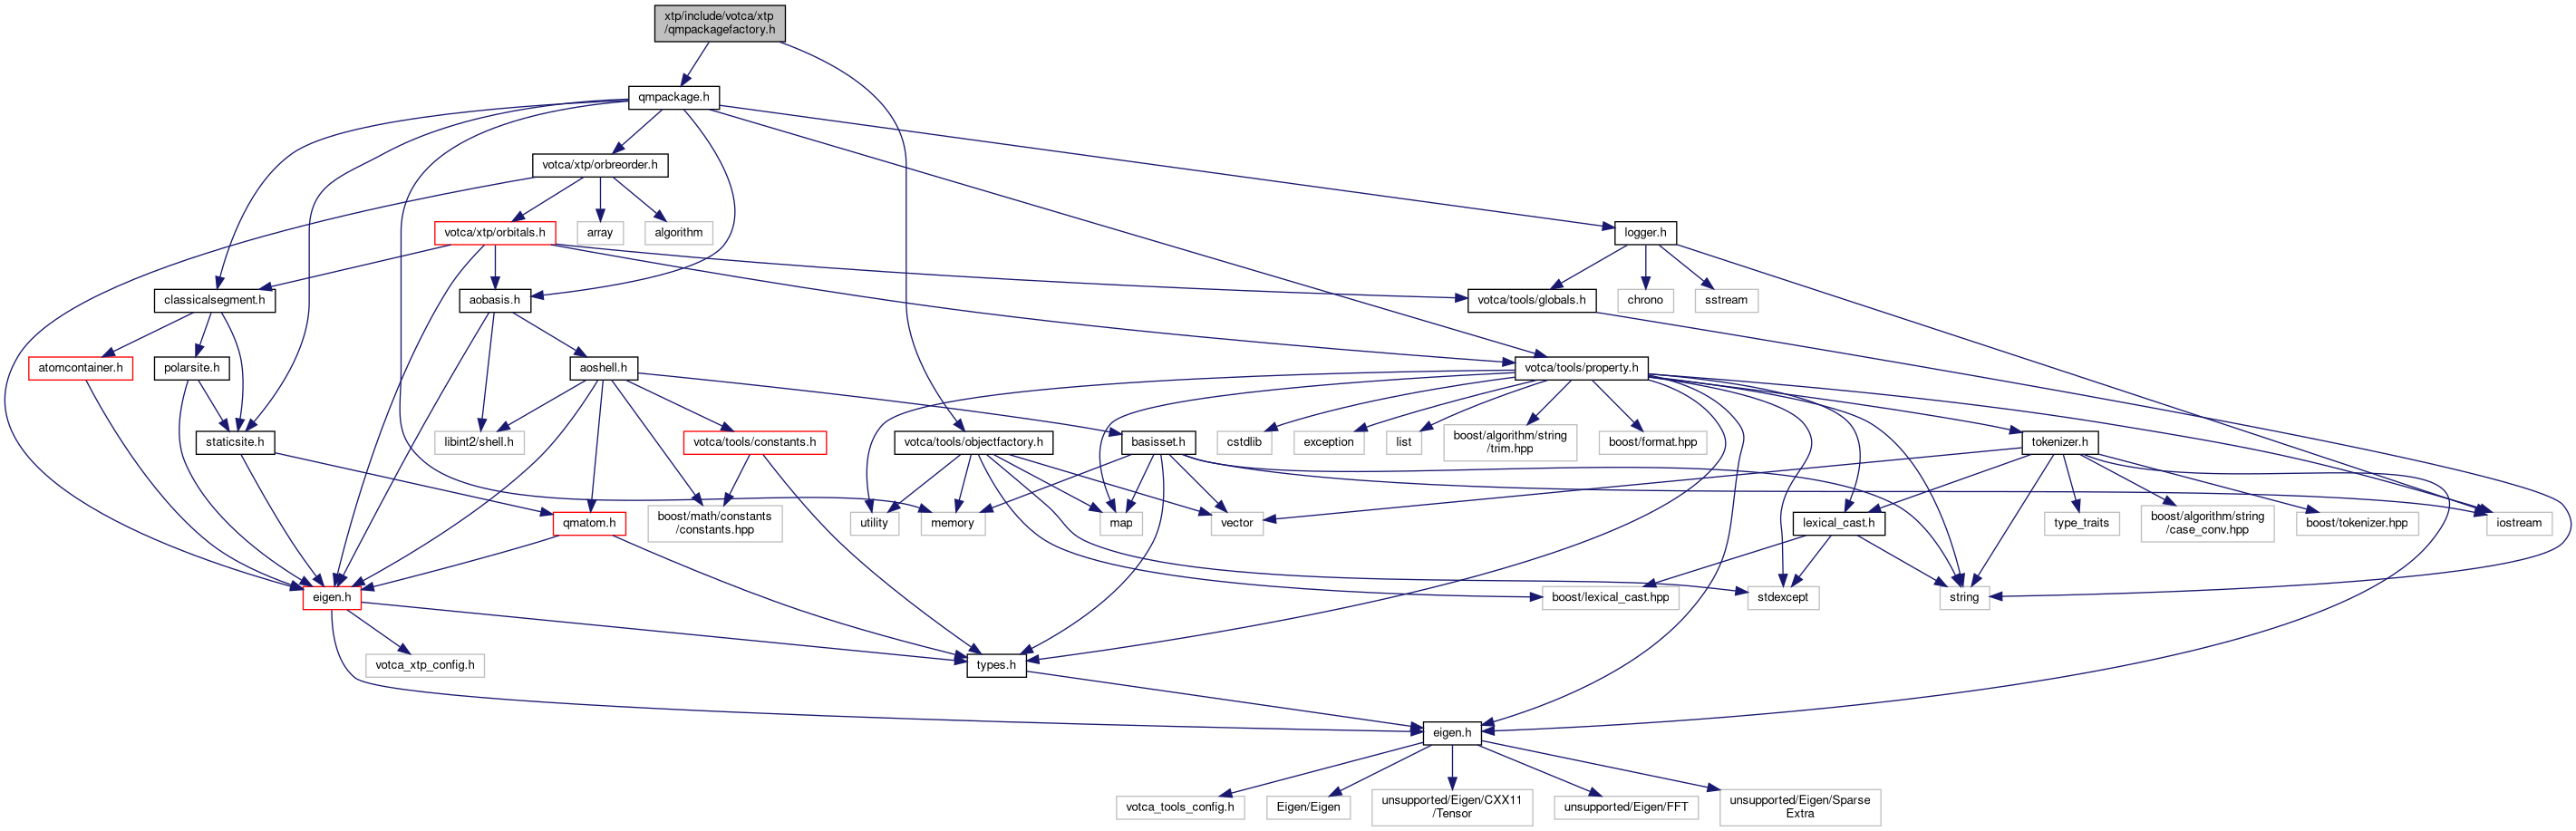 xtp/include/votca/xtp
/qmpackagefactory.h
qmpackage.h
votca/xtp/orbreorder.h
votca/xtp/orbitals.h
array
algorithm
logger.h
classicalsegment.h
aobasis.h
votca/tools/globals.h
chrono
sstream
atomcontainer.h
polarsite.h
aoshell.h
votca/tools/property.h
staticsite.h
libint2/shell.h
votca/tools/constants.h
votca/tools/objectfactory.h
basisset.h
cstdlib
exception
list
boost/algorithm/string
/trim.hpp
boost/format.hpp
tokenizer.h
qmatom.h
boost/math/constants
/constants.hpp
utility
memory
map
vector
lexical_cast.h
type_traits
boost/algorithm/string
/case_conv.hpp
boost/tokenizer.hpp
iostream
eigen.h
boost/lexical_cast.hpp
stdexcept
string
votca_xtp_config.h
types.h
eigen.h
votca_tools_config.h
Eigen/Eigen
unsupported/Eigen/CXX11
/Tensor
unsupported/Eigen/FFT
unsupported/Eigen/Sparse
Extra